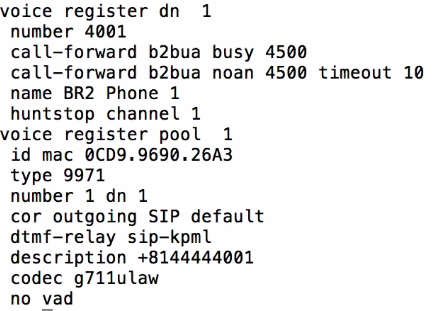 voice register dn  1
 number 4001
 call-forward b2bua busy 4500
 call-forward b2bua noan 4500 timeout 10
 name BR2 Phone 1
 huntstop channel 1
voice register pool  1
 id mac 0CD9.9690.26A3
 type 9971
 number 1 dn 1
 cor outgoing SIP default
 dtmf-relay sip-kpml
 description +8144444001
 codec g711ulaw
 no vad